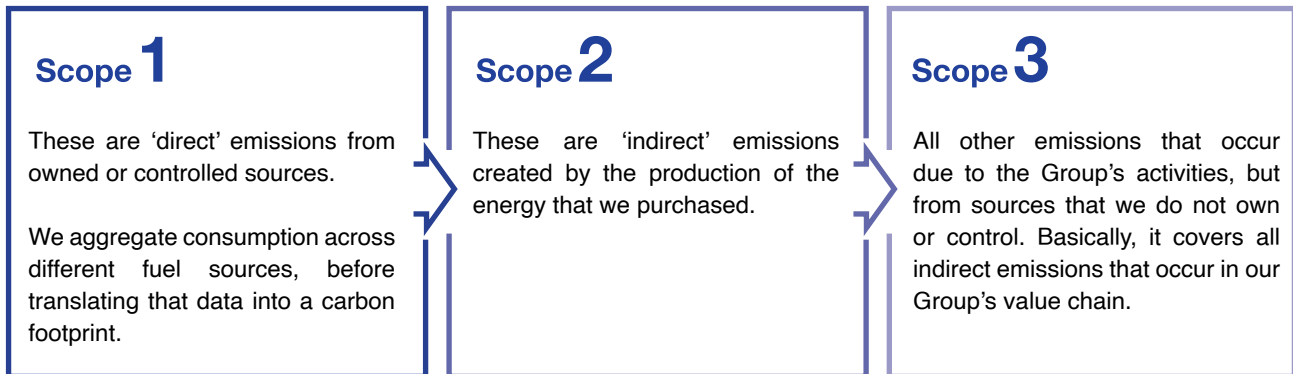 Scope 1
These are ‘direct’ emissions from
owned or controlled sources.
We aggregate consumption across
different fuel sources, before
translating that data into a carbon
footprint.
Scope 2
These are ‘indirect’ emissions
created by the production of the
energy that we purchased.
Scope 3
All other emissions that occur
due to the Group’s activities, but
from sources that we do not own
or control. Basically, it covers all
indirect emissions that occur in our
Group’s value chain.